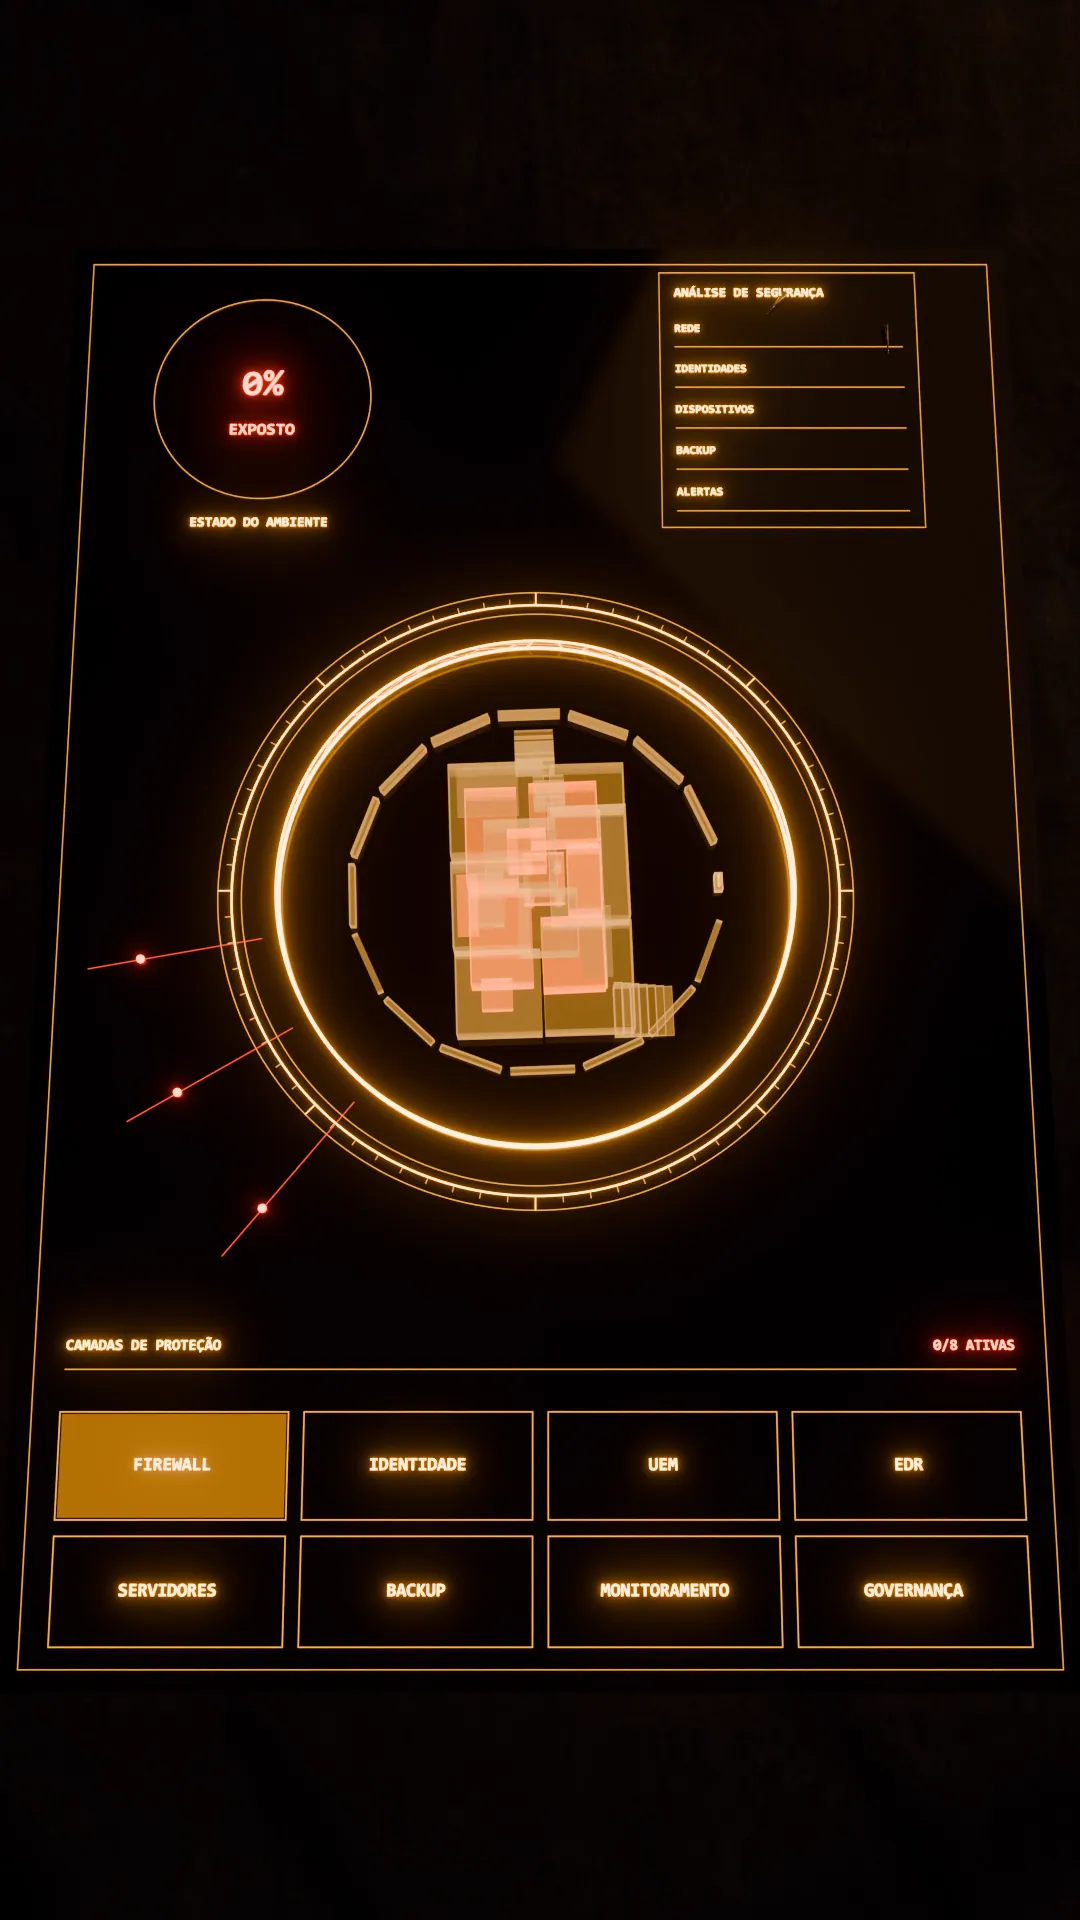 0%
EXPOSTO
ESTADO DO AMBIENTE
ANÁLISE DE SEGURANÇA
REDE
IDENTIDADES
DISPOSITIVOS
BACKUP
ALERTAS
CAMADAS DE PROTEÇÃO
0/8 ATIVAS
FIREWALL
IDENTIDADE
UEM
EDR
SERVIDORES
BACKUP
MONITORAMENTO
GOVERNANÇA